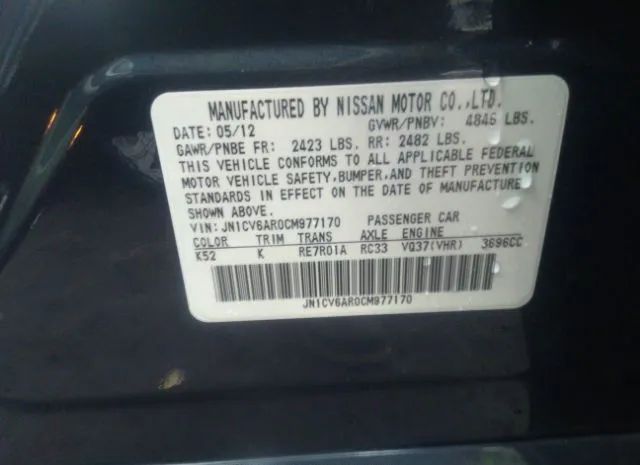 MANUFACTURED BY NISSAN MOTOR CO.,LTD.
DATE: 05/12 GVWR/PNBV: 4846 LBS.
GAWR/PNBE FR: 2423 LBS. RR: 2482 LBS.
THIS VEHICLE CONFORMS TO ALL APPLICABLE FEDERAL
MOTOR VEHICLE SAFETY,BUMPER,AND THEFT PREVENTION
STANDARDS IN EFFECT ON THE DATE OF MANUFACTURE
SHOWN ABOVE.
VIN: JN1CV6AR0CM977170 PASSENGER CAR
COLOR TRIM TRANS AXLE ENGINE
K52 K RE7R01A RC33 VQ37(VHR) 3696CC
JN1CV6AR0CM977170